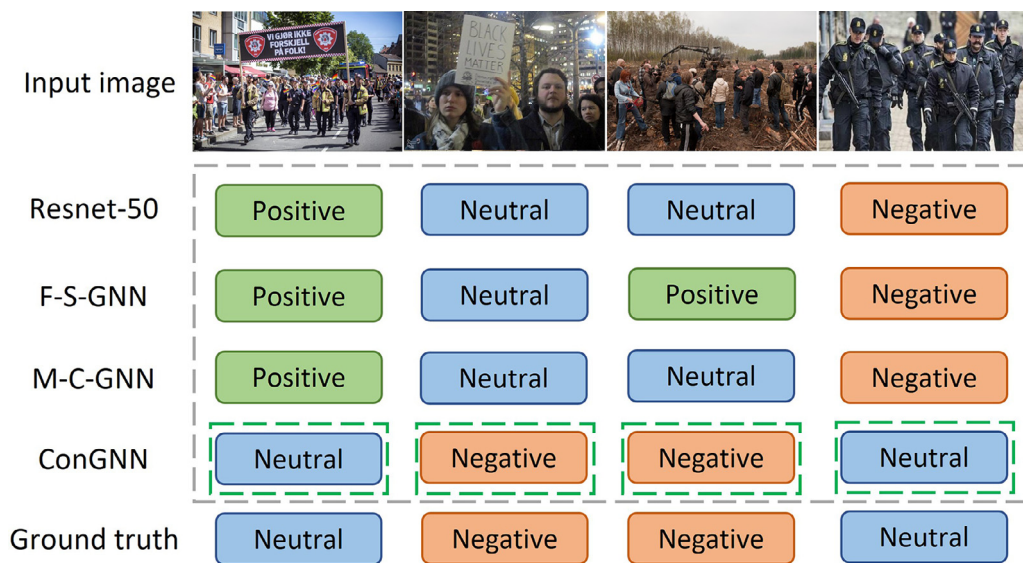 Input image
VI GJØR IKKE
FORSKJELL
PÅ FOLK!
BLACK
LIVES
MATTER
Resnet-50 Positive Neutral Neutral Negative
F-S-GNN Positive Neutral Positive Negative
M-C-GNN Positive Neutral Neutral Negative
ConGNN Neutral Negative Negative Neutral
Ground truth Neutral Negative Negative Neutral